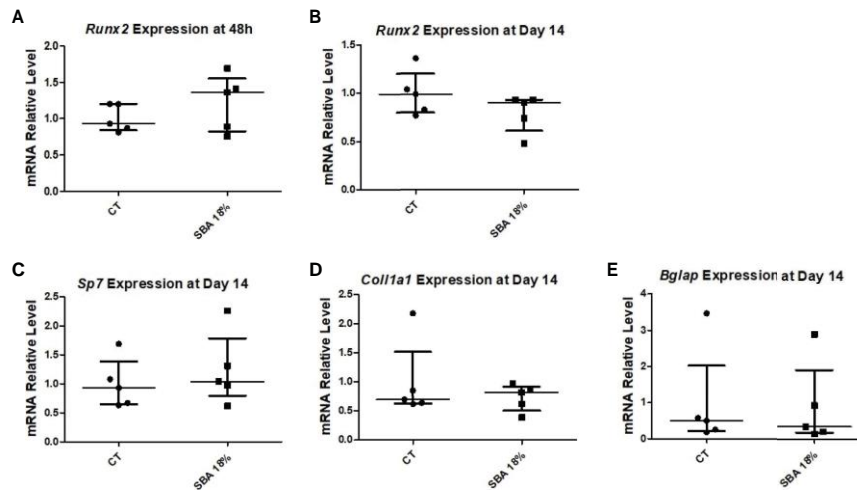 A
Runx2 Expression at 48h
mRNA Relative Level
2.0
1.5
1.0
0.5
0.0
CT
SBA 18%
B
Runx2 Expression at Day 14
mRNA Relative Level
1.5
1.0
0.5
0.0
CT
SBA 18%
C
Sp7 Expression at Day 14
mRNA Relative Level
2.5
2.0
1.5
1.0
0.5
0.0
CT
SBA 18%
D
Coll1a1 Expression at Day 14
mRNA Relative Level
2.5
2.0
1.5
1.0
0.5
0.0
CT
SBA 18%
E
Bglap Expression at Day 14
mRNA Relative Level
4
3
2
1
0
CT
SBA 18%